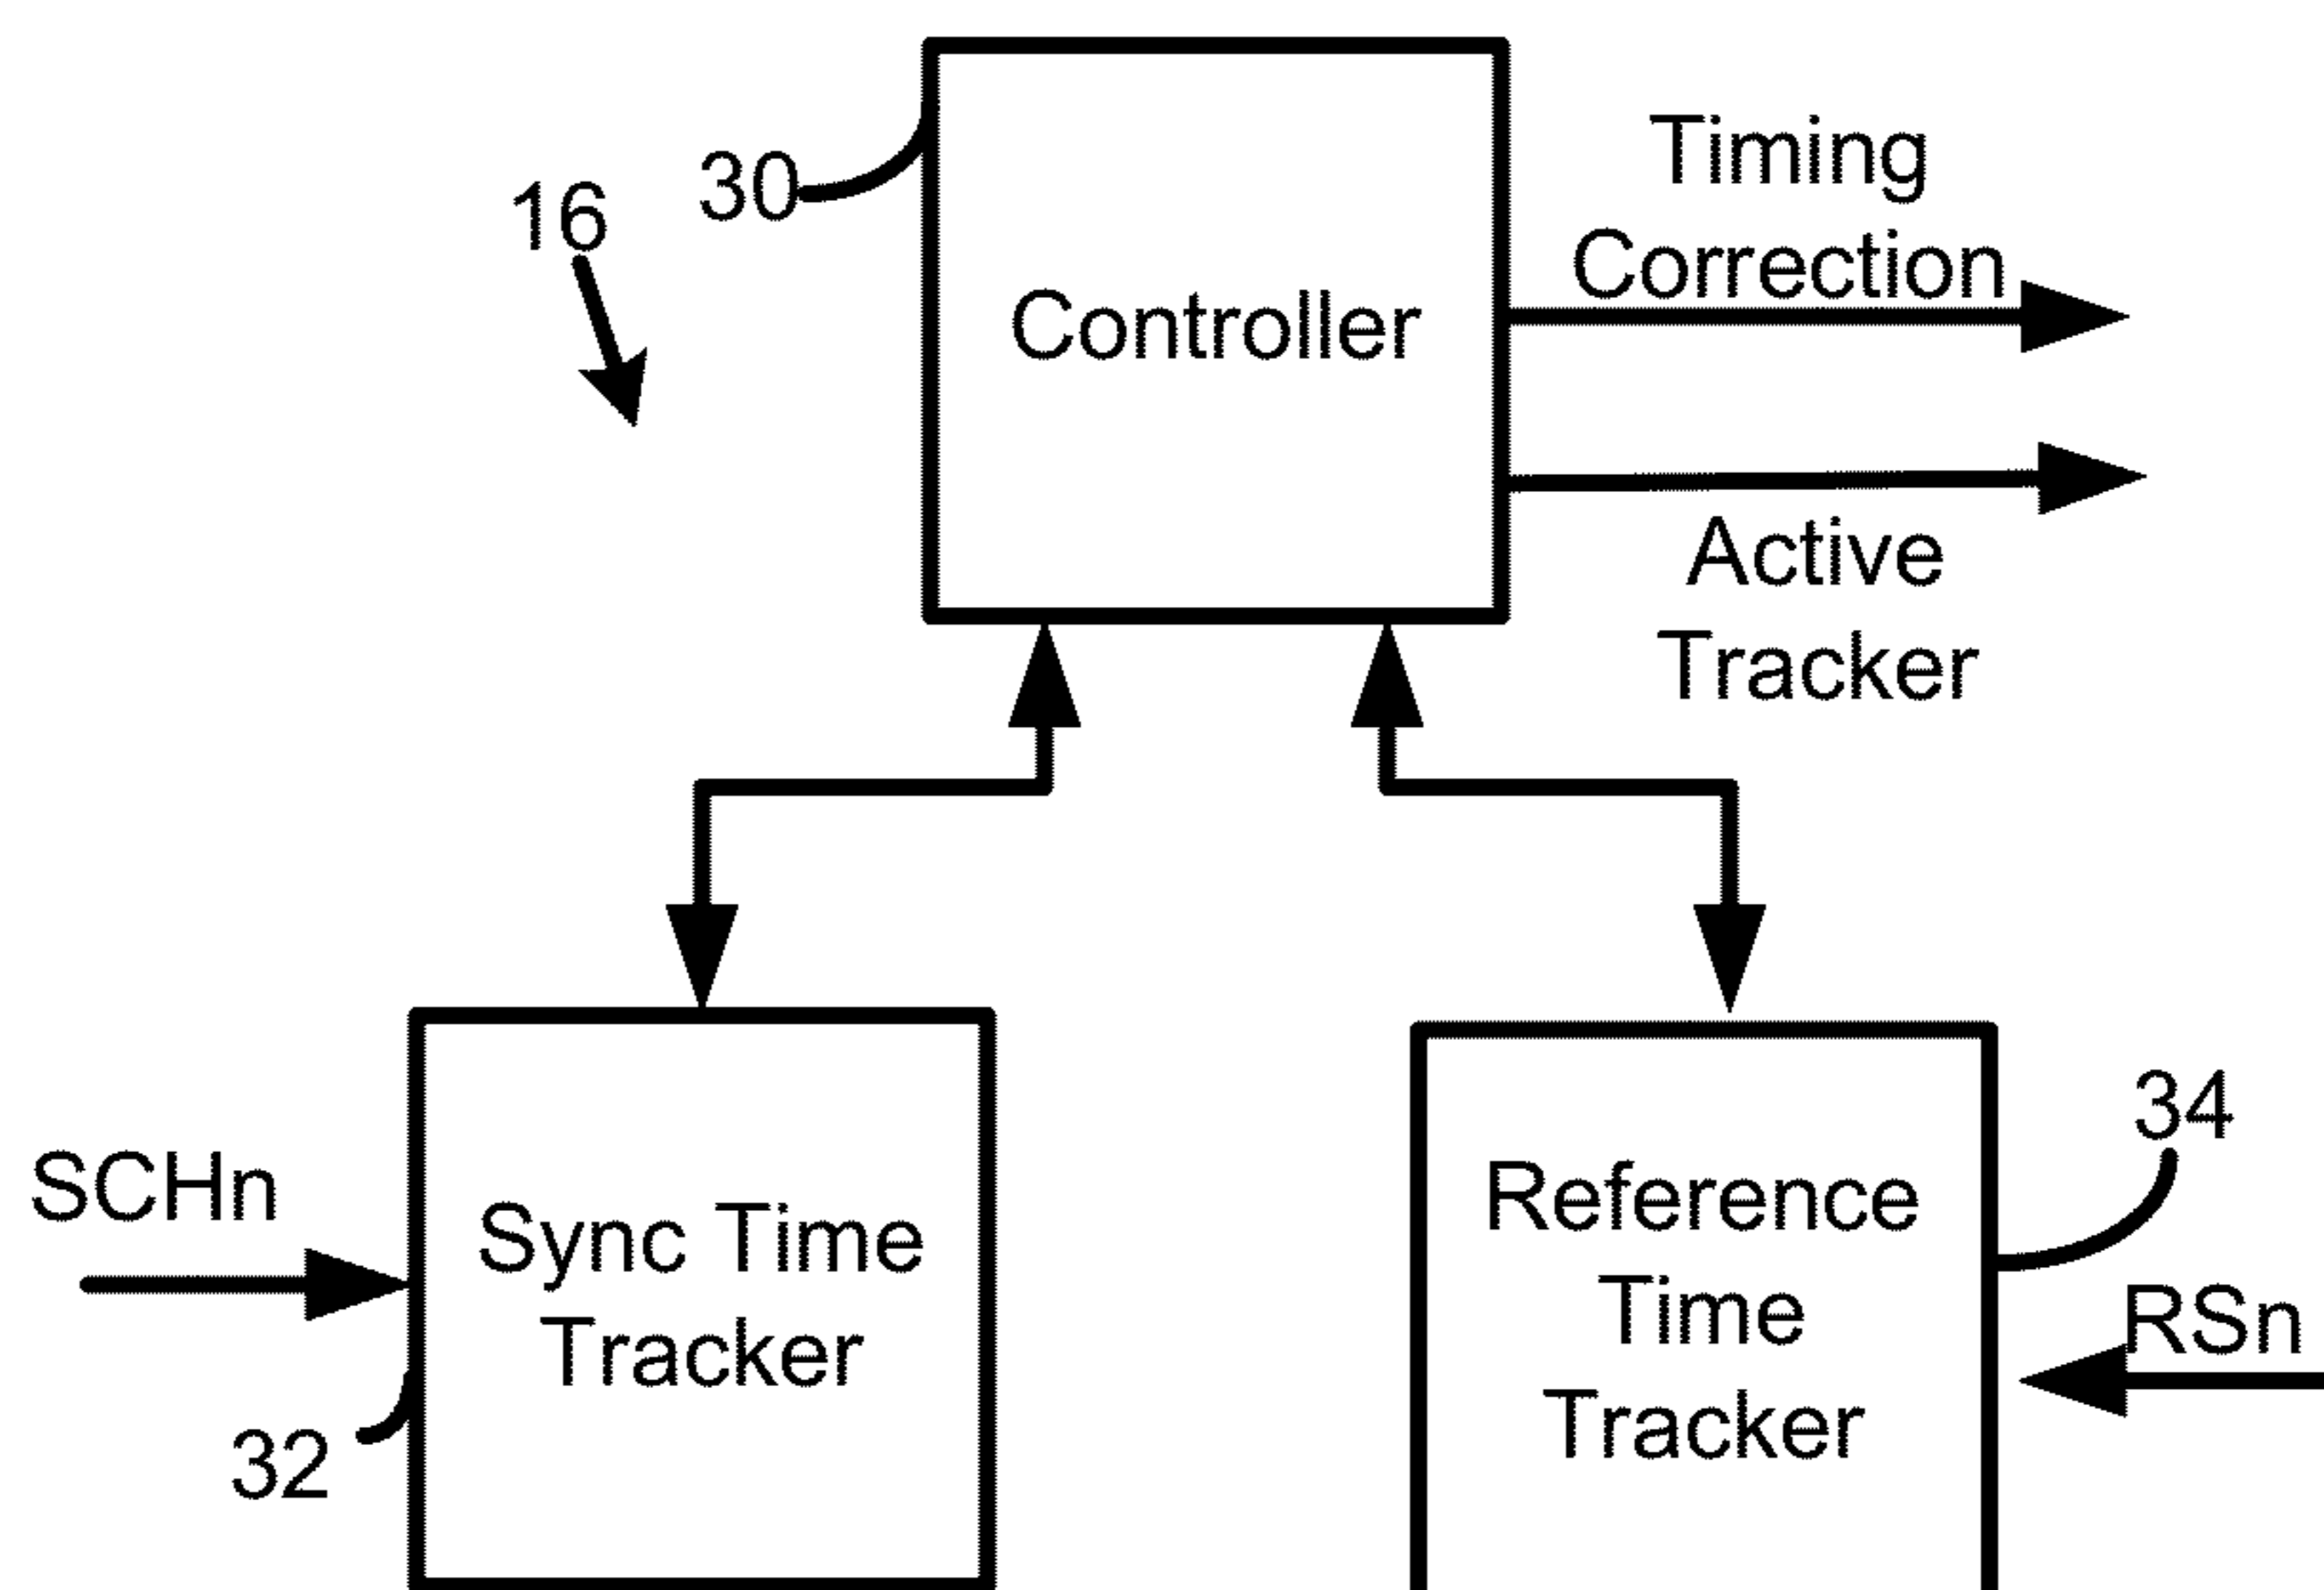 Timing
Correction
30
16
Controller
Active
Tracker
34
SCHn
Sync Time
Tracker
Reference
Time
Tracker
RSn
32